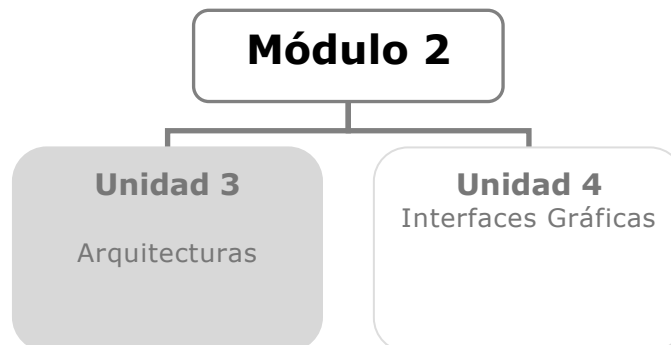 Módulo 2
Unidad 3
Arquitecturas
Unidad 4
Interfaces Gráficas